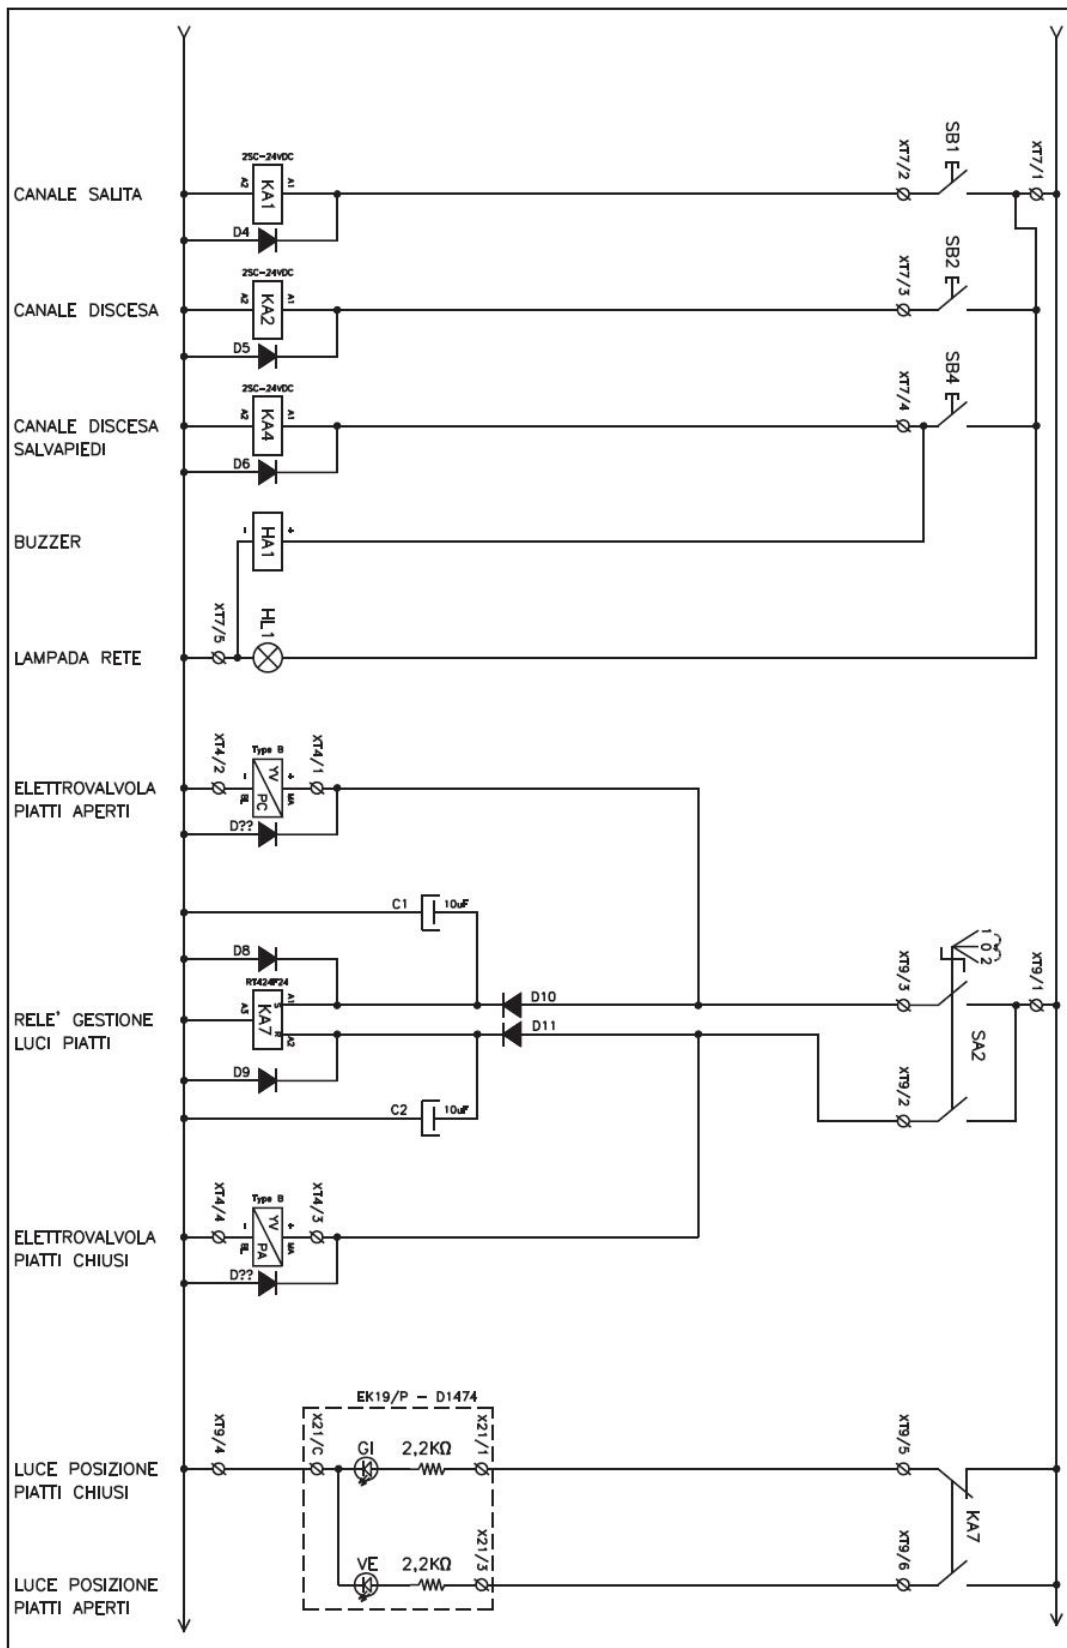 XT7/1
SB1
XT7/2
2SC-24VDC
A2
KA1
A1
CANALE SALITA
D4
SB2
XT7/3
2SC-24VDC
A2
KA2
A1
CANALE DISCESA
D5
SB4
XT7/4
2SC-24VDC
A2
KA4
A1
CANALE DISCESA
SALVAPIEDI
D6
BUZZER
-
HA1
+
XT7/5
HL1
LAMPADA RETE
XT4/2
Type B
XT4/1
-
YV
PC
+
BL
MA
ELETTROVALVOLA
PIATTI APERTI
D??
C1
10uF
D8
RT424F24
A3
KA7
A1
S
R
A2
D10
D11
RELE' GESTIONE
LUCI PIATTI
D9
C2
10uF
1
0
2
XT9/3
XT9/1
SA2
XT9/2
XT4/4
Type B
XT4/3
-
YV
PA
+
BL
MA
ELETTROVALVOLA
PIATTI CHIUSI
D??
EK19/P - D1474
XT9/4
X21/C
GI
2,2KΩ
X21/1
XT9/5
LUCE POSIZIONE
PIATTI CHIUSI
KA7
VE
2,2KΩ
X21/3
XT9/6
LUCE POSIZIONE
PIATTI APERTI